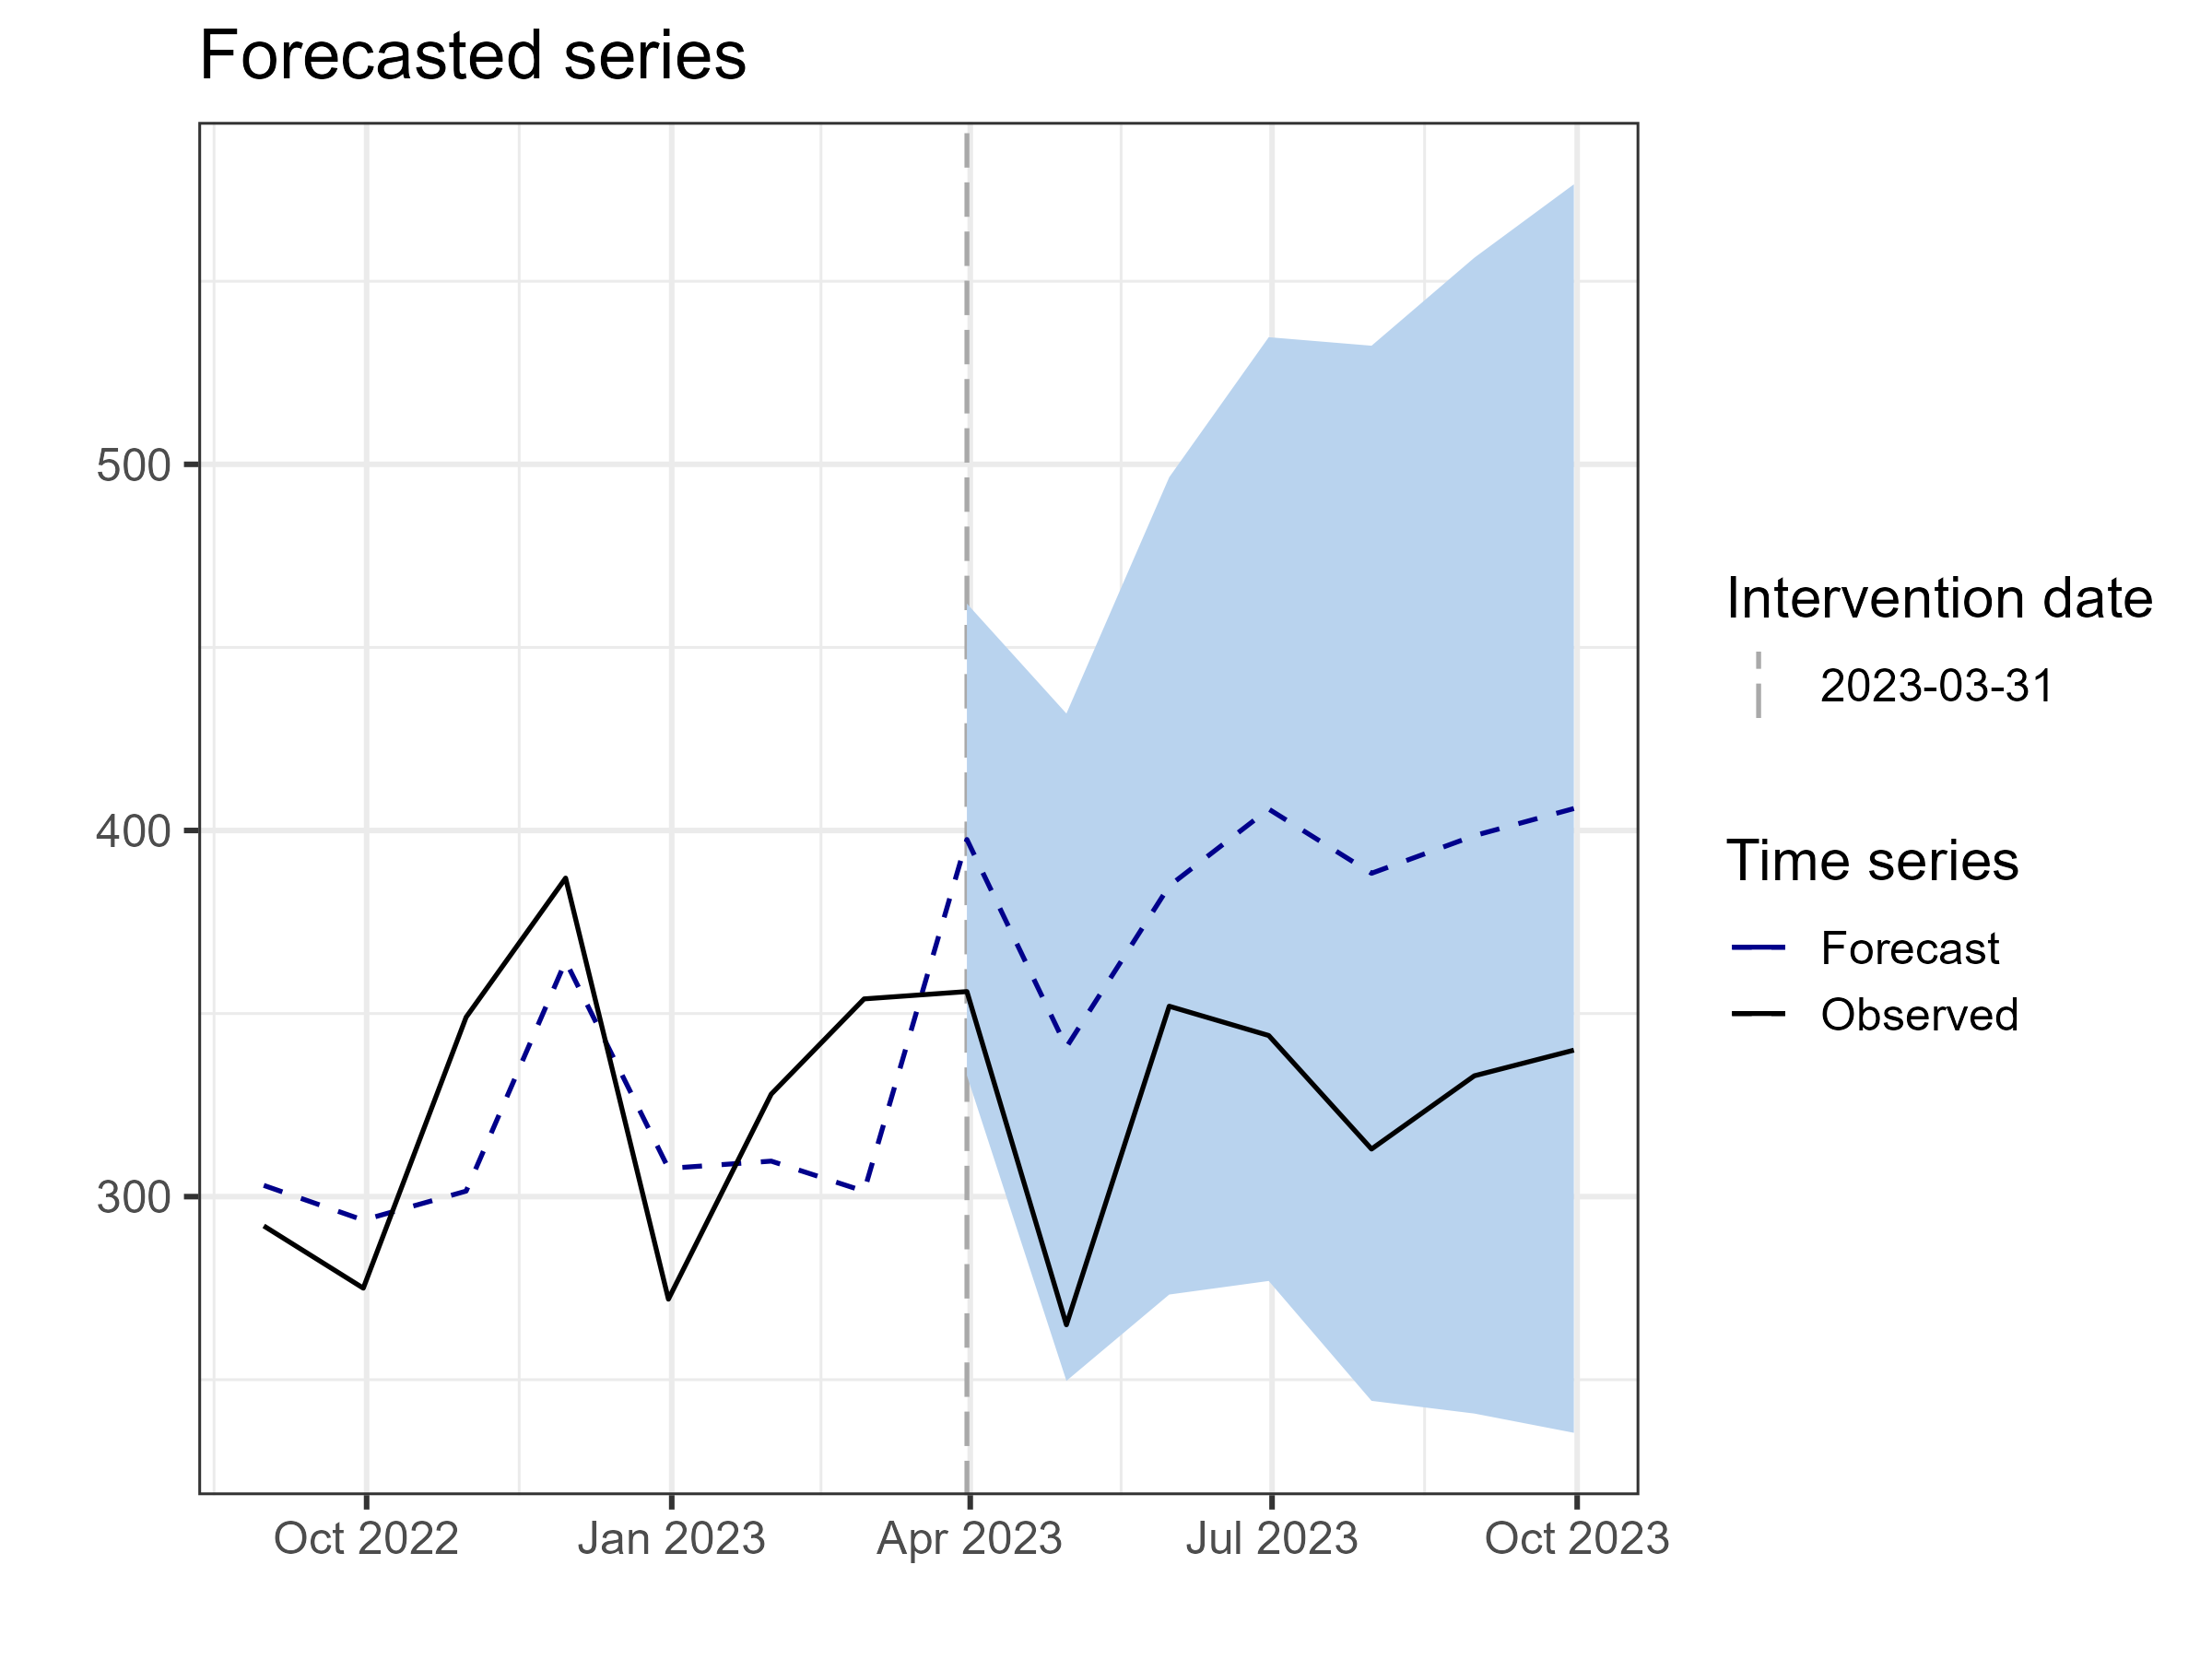 Forecasted series
500
400
300
Oct 2022
Jan 2023
Apr 2023
Jul 2023
Oct 2023
Intervention date
2023-03-31
Time series
Forecast
Observed